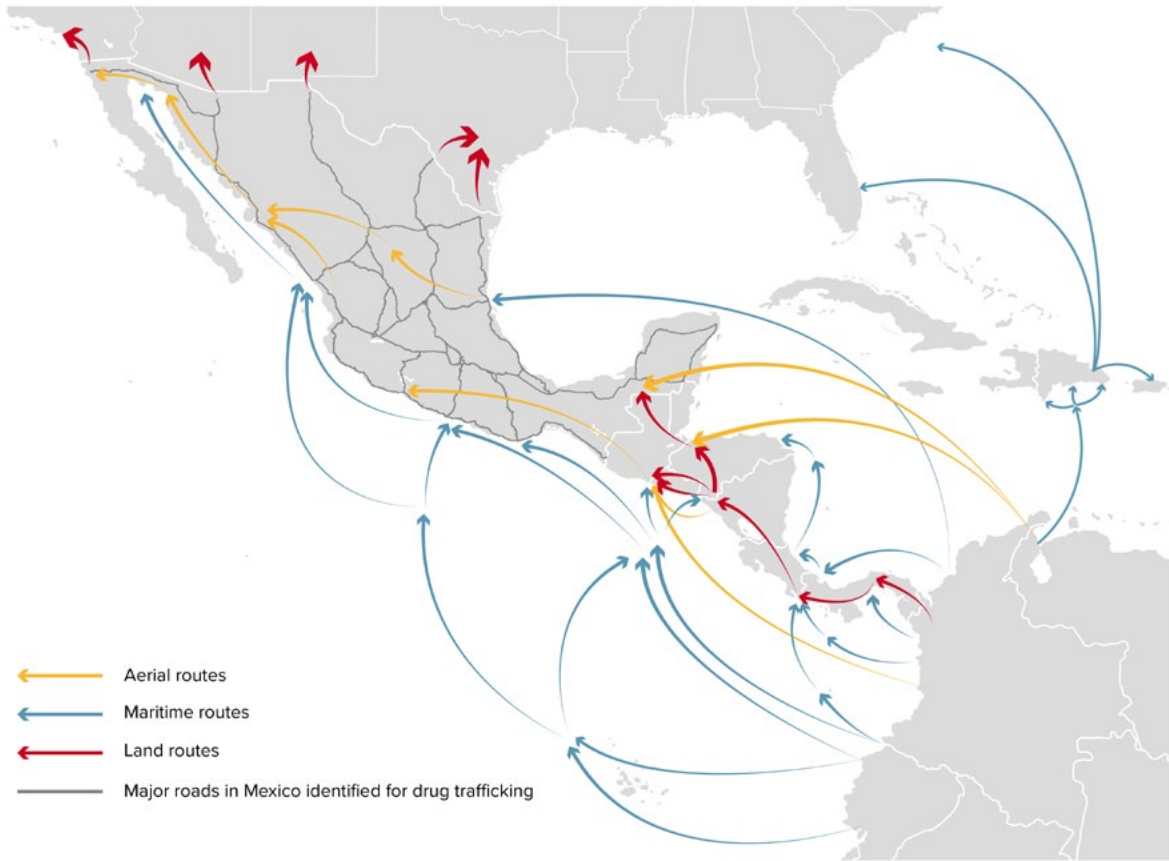 Aerial routes
Maritime routes
Land routes
Major roads in Mexico identified for drug trafficking